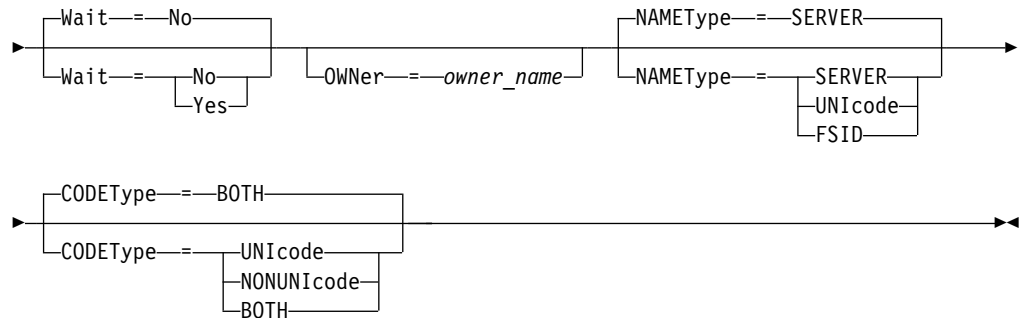 Wait = No
Wait = No
Yes
OWNer = owner_name
NAMEType = SERVER
NAMEType = SERVER
UNIcode
FSID
CODEType = BOTH
CODEType = UNIcode
NONUNIcode
BOTH